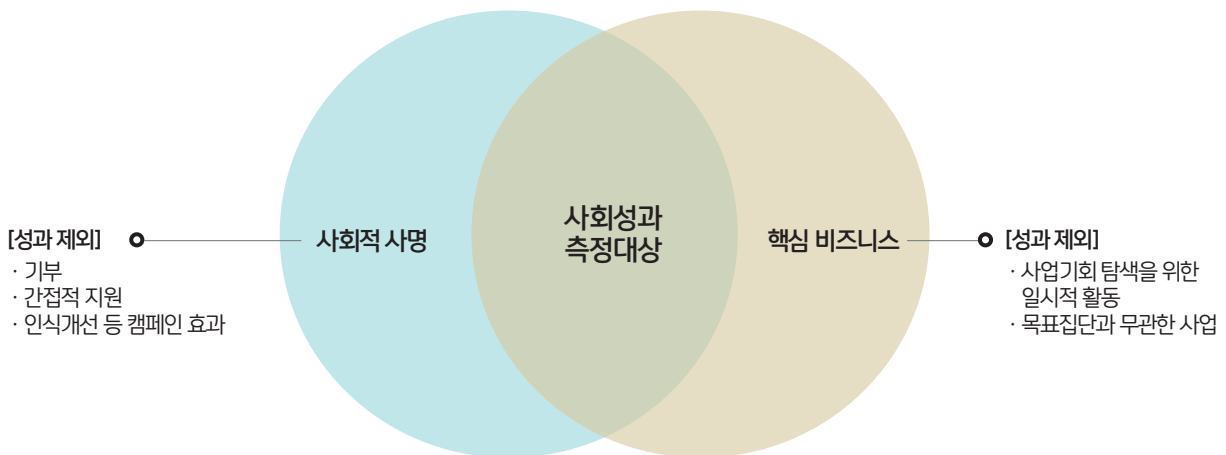 [성과 제외]
· 기부
· 간접적 지원
· 인식개선 등 캠페인 효과
사회적 사명
사회성과
측정대상
핵심 비즈니스
[성과 제외]
· 사업기회 탐색을 위한
일시적 활동
· 목표집단과 무관한 사업